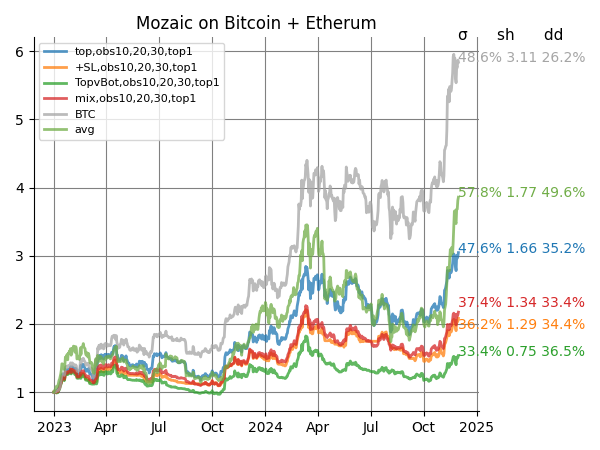 Mozaic on Bitcoin + Etherum
σ sh dd
top,obs10,20,30,top1
+SL,obs10,20,30,top1
TopvBot,obs10,20,30,top1
mix,obs10,20,30,top1
BTC
avg
48.6% 3.11 26.2%
57.8% 1.77 49.6%
47.6% 1.66 35.2%
37.4% 1.34 33.4%
36.2% 1.29 34.4%
33.4% 0.75 36.5%
6
5
4
3
2
1
2023 Apr Jul Oct 2024 Apr Jul Oct 2025